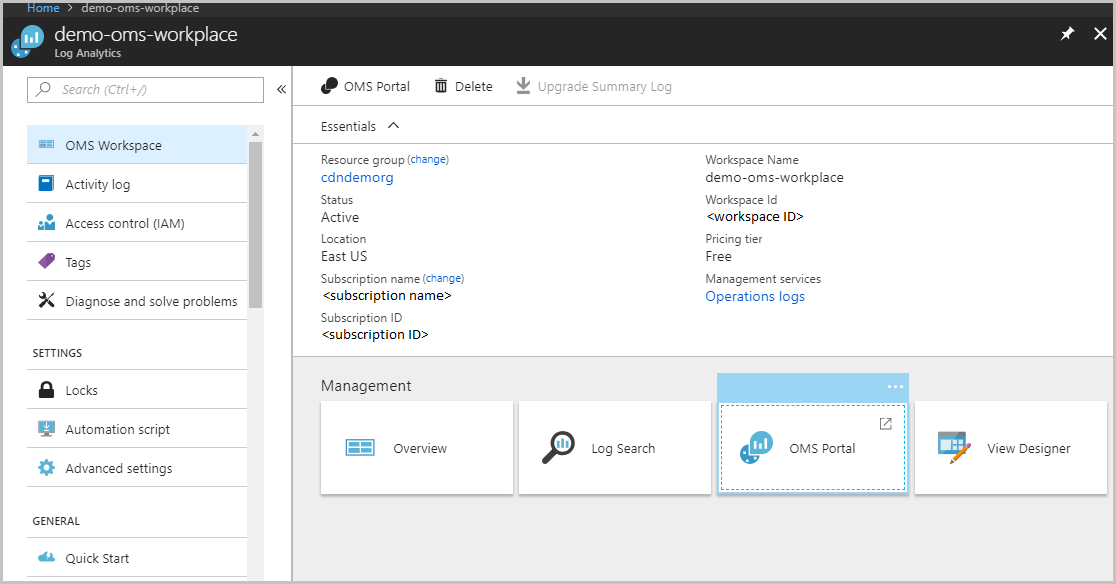 Home > demo-oms-workplace
demo-oms-workplace
Log Analytics
Search (Ctrl+/)
OMS Workspace
Activity log
Access control (IAM)
Tags
Diagnose and solve problems
SETTINGS
Locks
Automation script
Advanced settings
GENERAL
Quick Start
OMS Portal Delete Upgrade Summary Log
Essentials
Resource group (change)
cdndemorg
Status
Active
Location
East US
Subscription name (change)
<subscription name>
Subscription ID
<subscription ID>
Workspace Name
demo-oms-workplace
Workspace Id
<workspace ID>
Pricing tier
Free
Management services
Operations logs
Management
Overview
Log Search
OMS Portal
View Designer